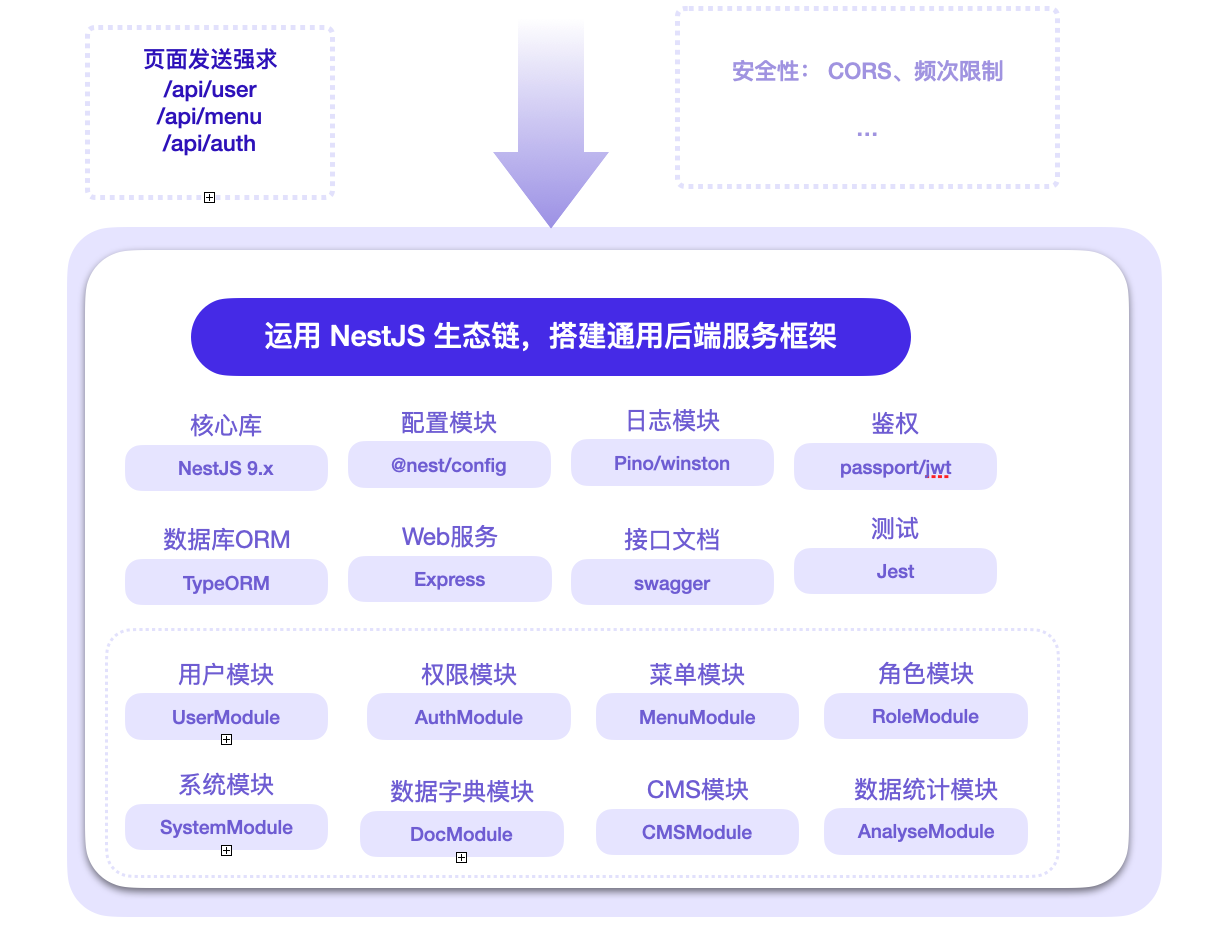 页面发送强求
/api/user
/api/menu
/api/auth
安全性： CORS、频次限制
...
运用 NestJS 生态链，搭建通用后端服务框架
核心库
NestJS 9.x
配置模块
@nest/config
日志模块
Pino/winston
鉴权
passport/jwt
数据库ORM
TypeORM
Web服务
Express
接口文档
swagger
测试
Jest
用户模块
UserModule
权限模块
AuthModule
菜单模块
MenuModule
角色模块
RoleModule
系统模块
SystemModule
数据字典模块
DocModule
CMS模块
CMSModule
数据统计模块
AnalyseModule